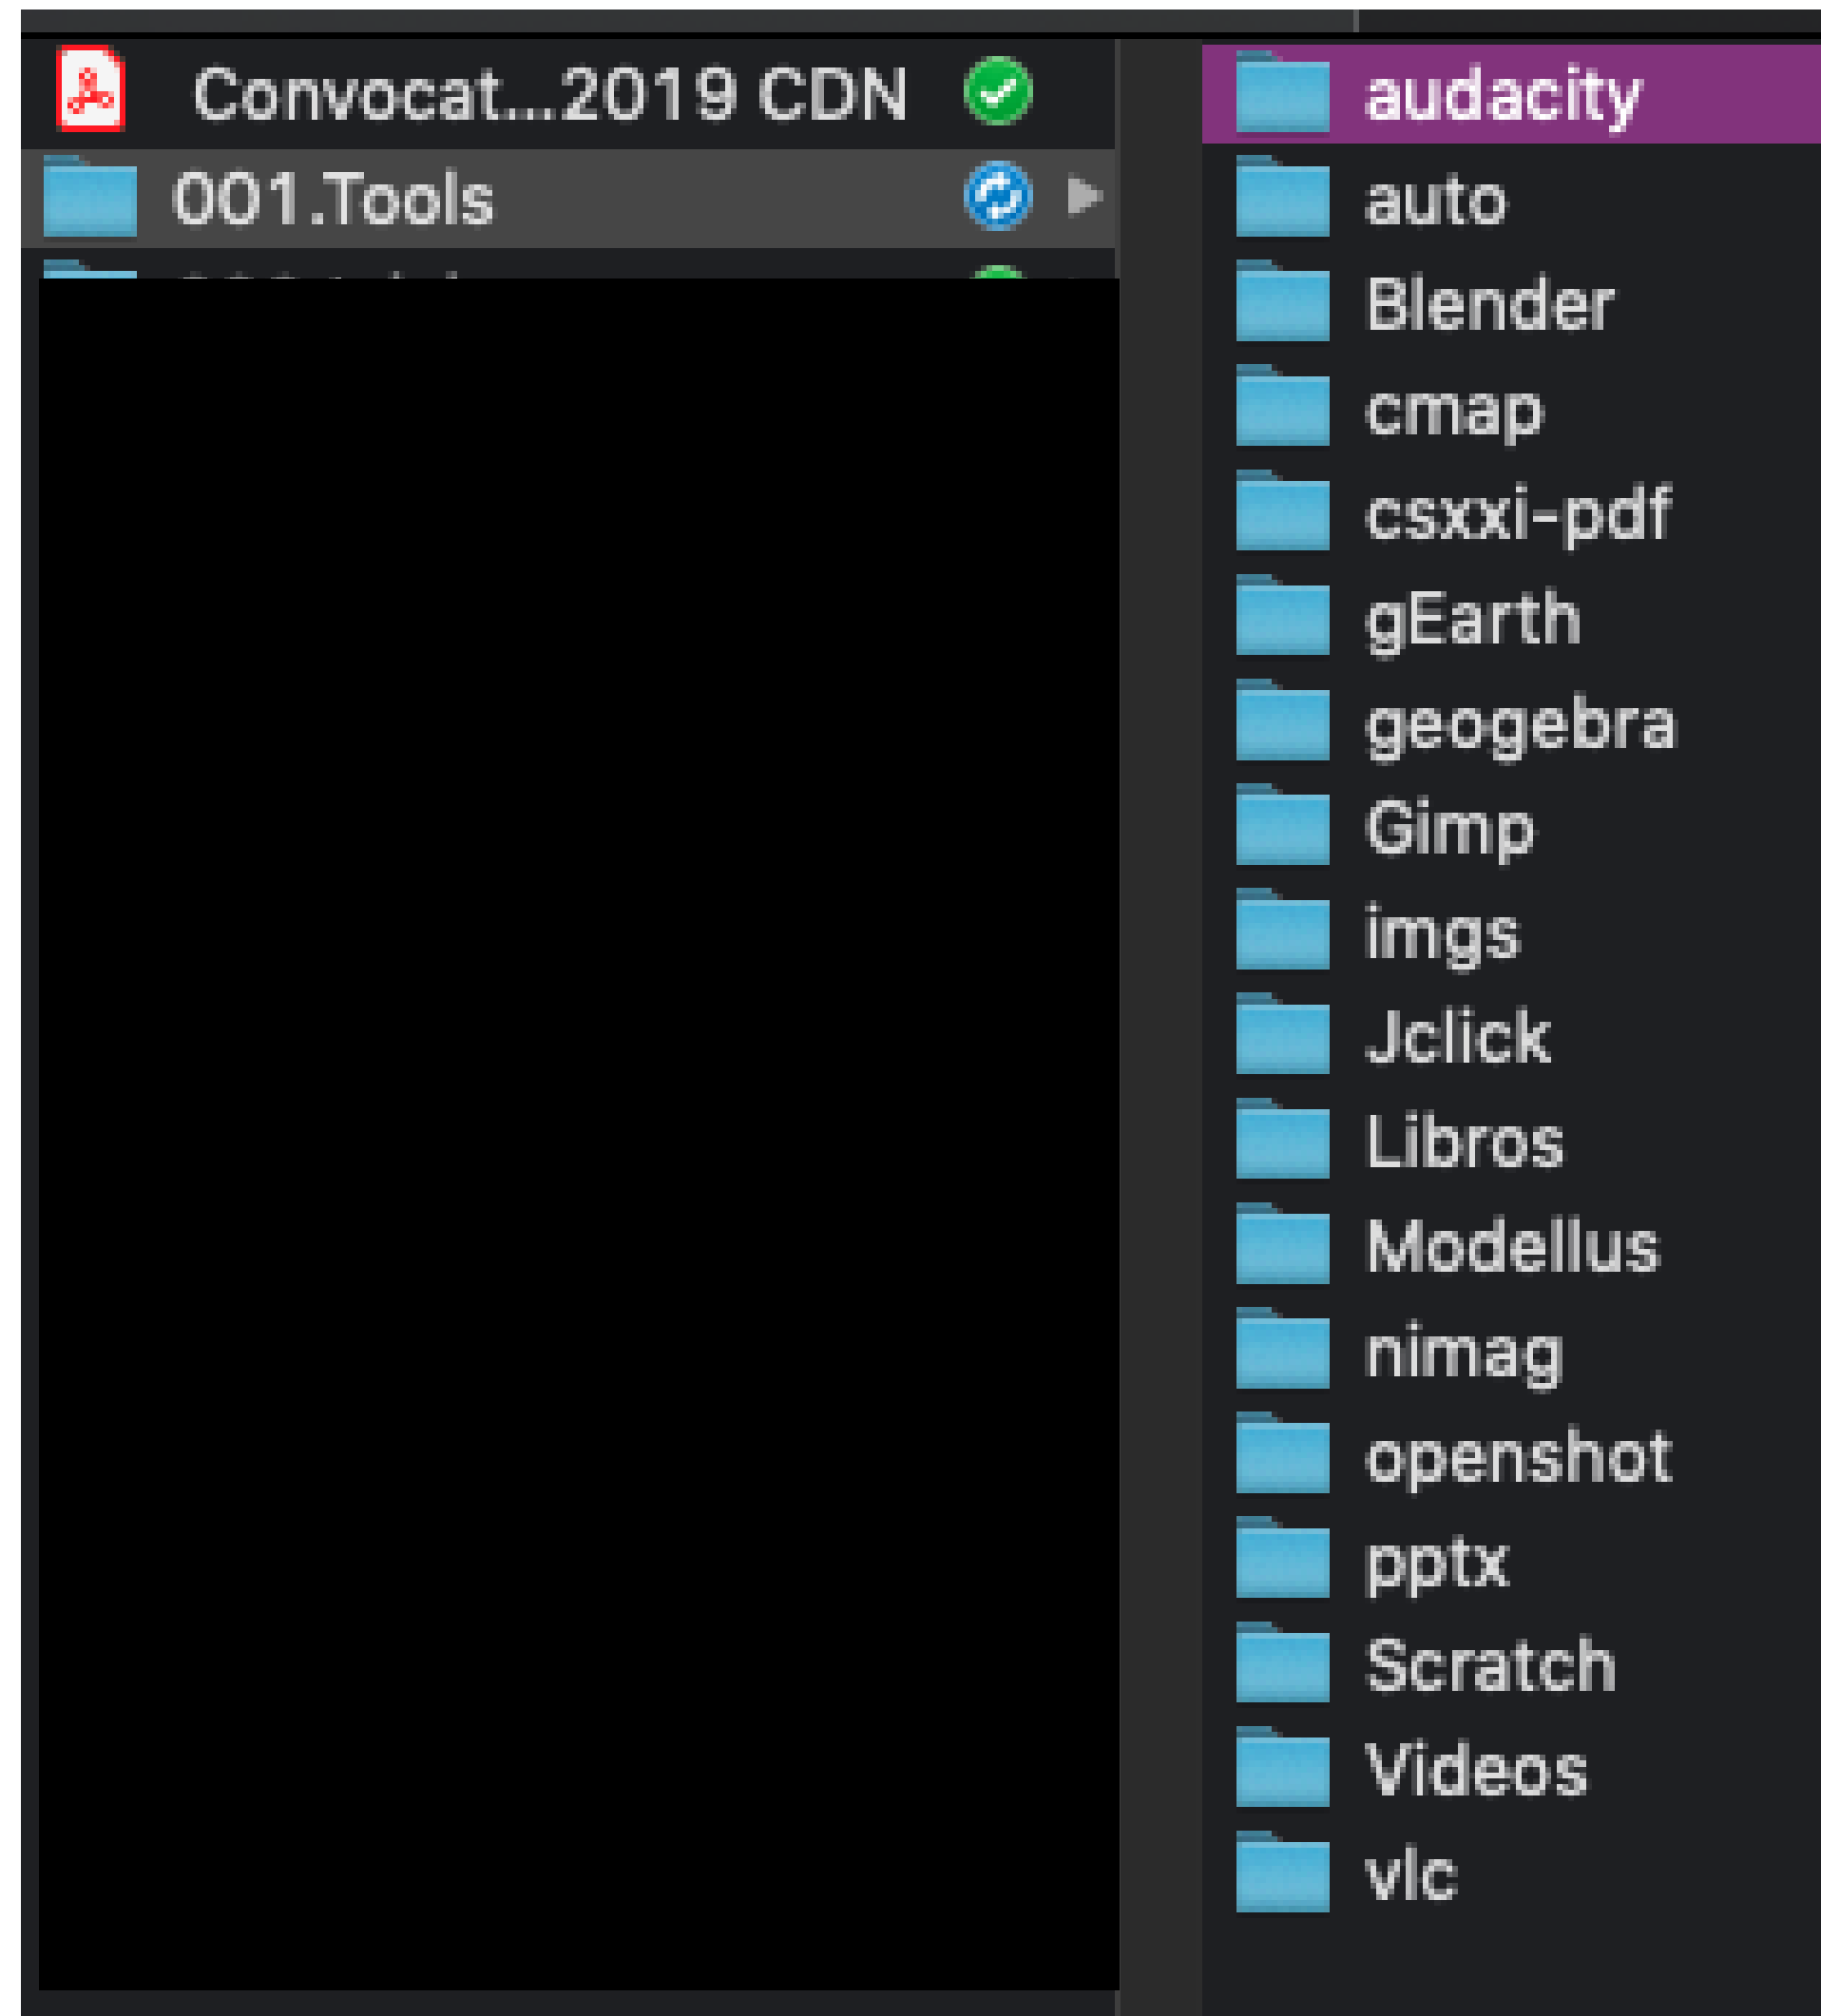 Convocat...2019 CDN
001.Tools
audacity
auto
Blender
cmap
csxxi-pdf
gEarth
geogebra
Gimp
imgs
Jclick
Libros
Modellus
nimag
openshot
pptx
Scratch
Videos
vlc